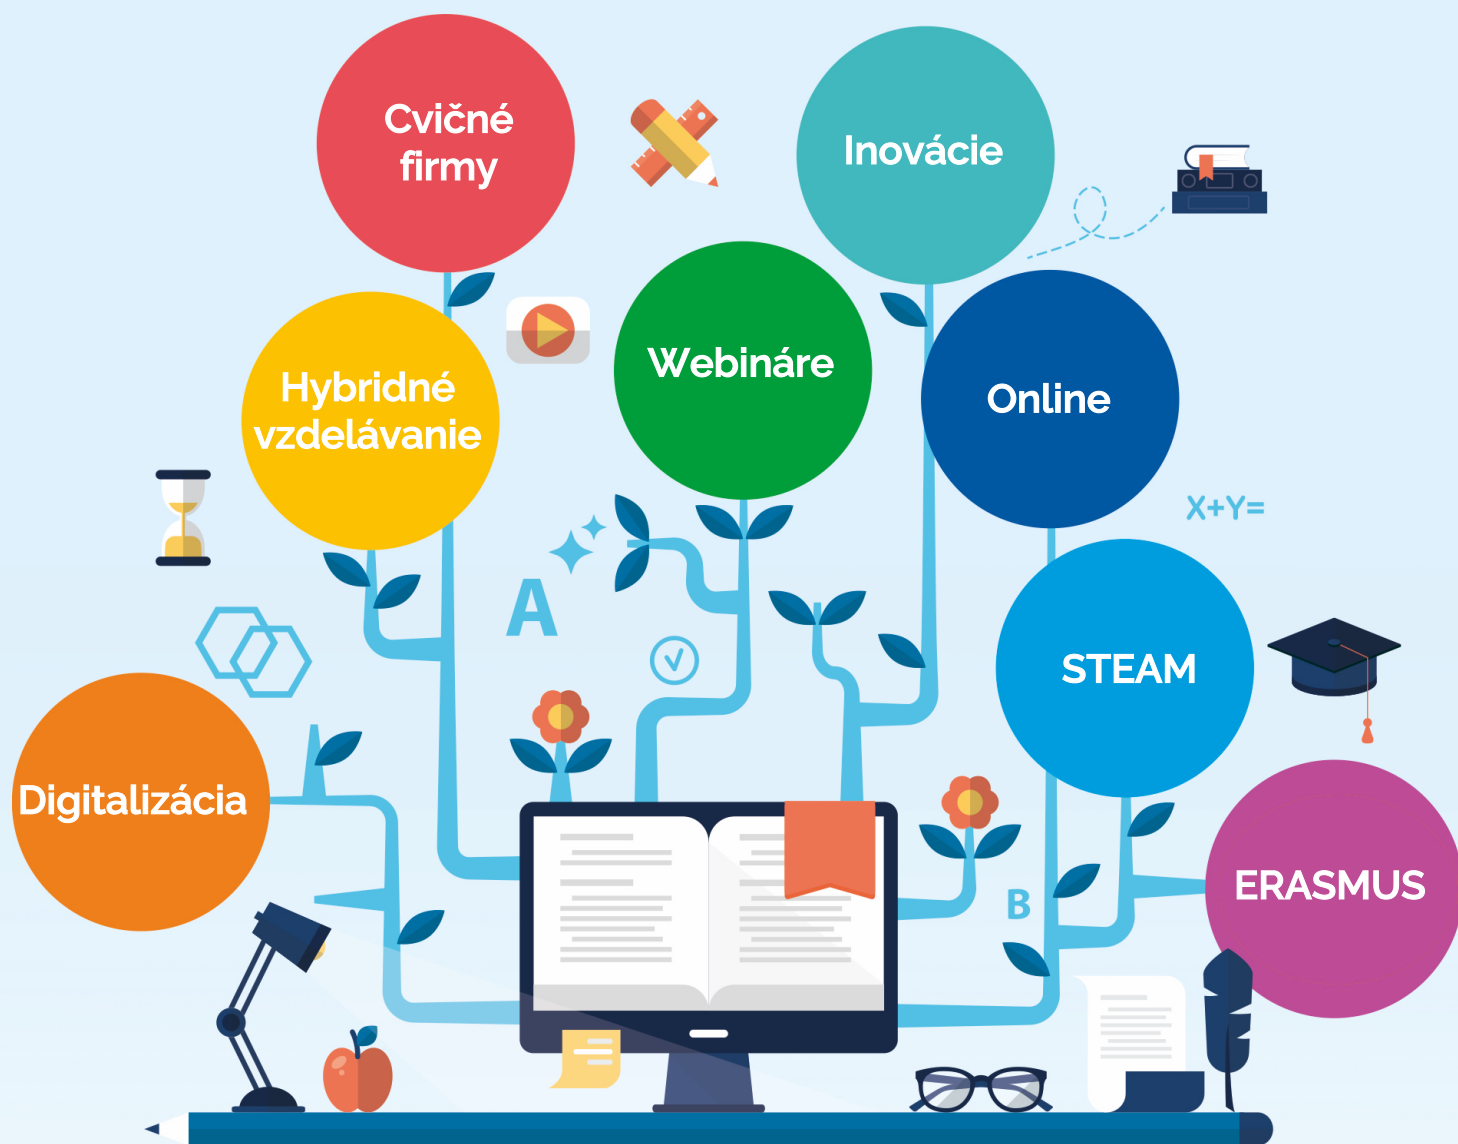 Cvičné
firmy
Inovácie
Hybridné
vzdelávanie
Webináre
Online
X+Y=
A
STEAM
Digitalizácia
ERASMUS
B